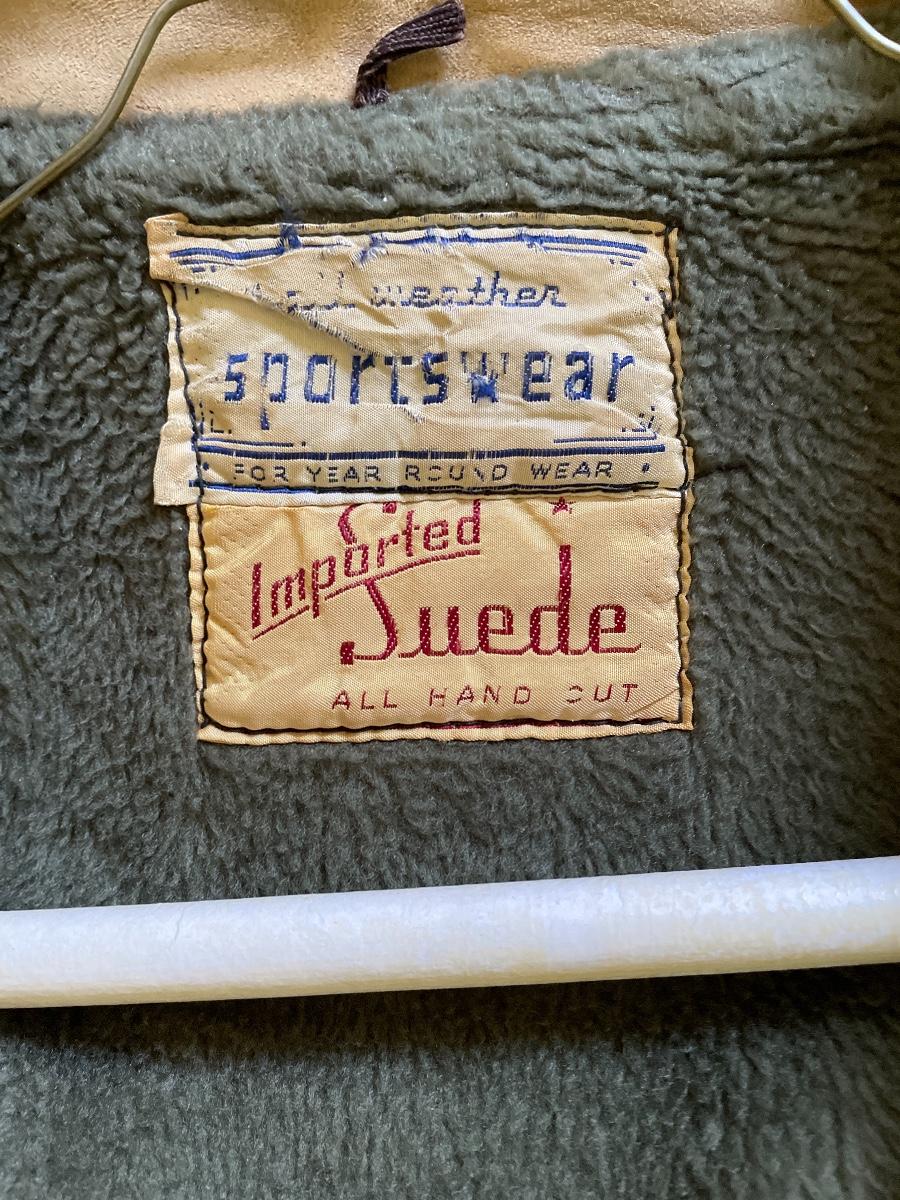 weather
sportswear
FOR YEAR ROUND WEAR
Imported
Suede
ALL HAND CUT